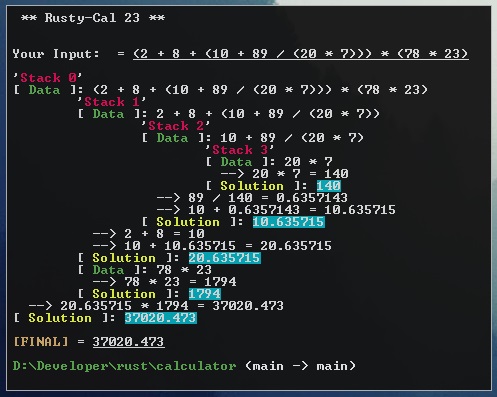 ** Rusty-Cal 23 **
Your Input:  = (2 + 8 + (10 + 89 / (20 * 7))) * (78 * 23)
'Stack 0'
[ Data ]: (2 + 8 + (10 + 89 / (20 * 7))) * (78 * 23)
'Stack 1'
[ Data ]: 2 + 8 + (10 + 89 / (20 * 7))
'Stack 2'
[ Data ]: 10 + 89 / (20 * 7)
'Stack 3'
[ Data ]: 20 * 7
--> 20 * 7 = 140
[ Solution ]: 140
--> 89 / 140 = 0.6357143
--> 10 + 0.6357143 = 10.635715
[ Solution ]: 10.635715
--> 2 + 8 = 10
--> 10 + 10.635715 = 20.635715
[ Solution ]: 20.635715
[ Data ]: 78 * 23
--> 78 * 23 = 1794
[ Solution ]: 1794
--> 20.635715 * 1794 = 37020.473
[ Solution ]: 37020.473
[FINAL] = 37020.473
D:\Developer\rust\calculator (main -> main)